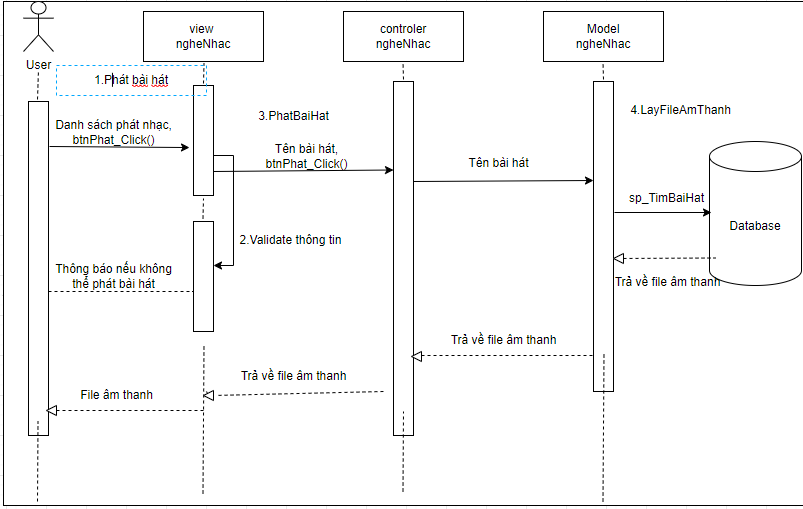 view
ngheNhac
controler
ngheNhac
Model
ngheNhac
User
1.Phát bài hát
3.PhatBaiHat
4.LayFileAmThanh
Danh sách phát nhạc,
btnPhat_Click()
Tên bài hát,
btnPhat_Click()
Tên bài hát
sp_TimBaiHat
Database
2.Validate thông tin
Thông báo nếu không
thể phát bài hát
Trả về file âm thanh
Trả về file âm thanh
Trả về file âm thanh
File âm thanh